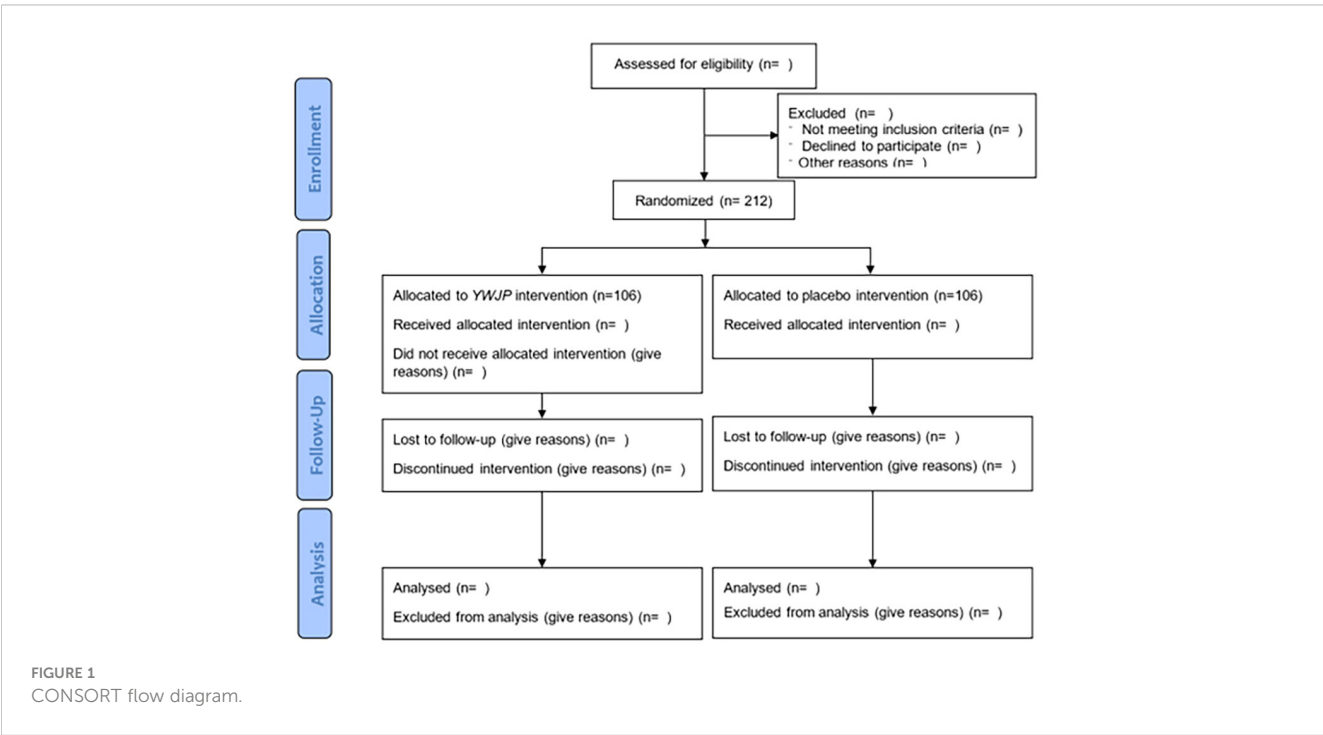 Assessed for eligibility (n=  )
Enrollment
Excluded (n=  )
- Not meeting inclusion criteria (n=  )
- Declined to participate (n=  )
- Other reasons (n=  )
Randomized (n= 212)
Allocation
Allocated to YWJP intervention (n=106)
Received allocated intervention (n=  )
Did not receive allocated intervention (give
reasons) (n=  )
Allocated to placebo intervention (n=106)
Received allocated intervention (n=  )
Follow-Up
Lost to follow-up (give reasons) (n=  )
Discontinued intervention (give reasons) (n=  )
Lost to follow-up (give reasons) (n=  )
Discontinued intervention (give reasons) (n=  )
Analysis
Analysed (n=  )
Excluded from analysis (give reasons) (n=  )
Analysed (n=  )
Excluded from analysis (give reasons) (n=  )
FIGURE 1
CONSORT flow diagram.